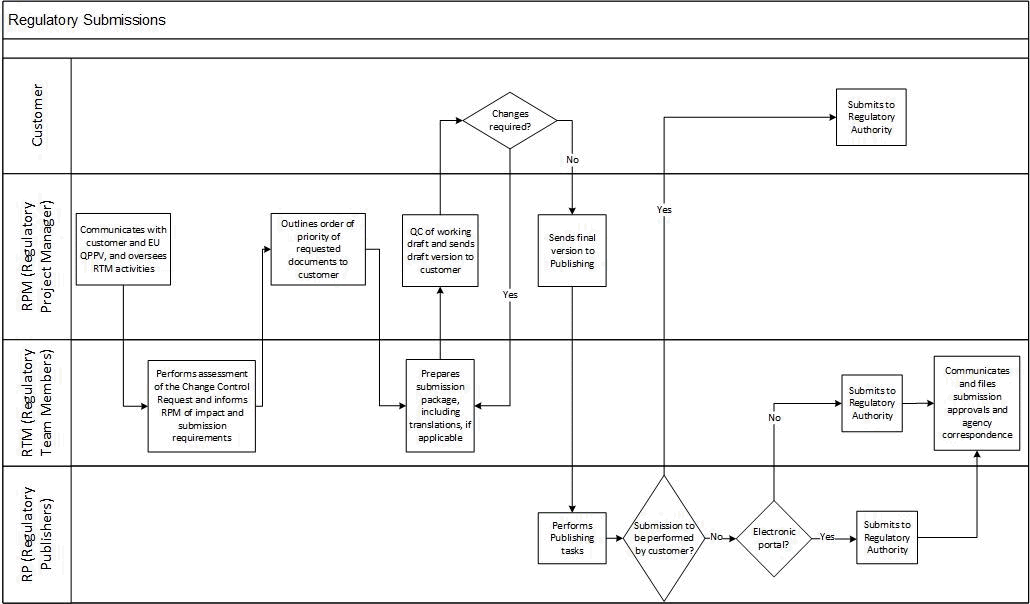 Regulatory Submissions
Customer
Changes
required?
No
Yes
Submits to
Regulatory
Authority
RPM (Regulatory
Project Manager)
Communicates with
customer and EU
QPPV, and oversees
RTM activities
Outlines order of
priority of
requested
documents to
customer
QC of working
draft and sends
draft version to
customer
Yes
Sends final
version to
Publishing
RTM (Regulatory
Team Members)
Performs assessment
of the Change Control
Request and informs
RPM of impact and
submission
requirements
Prepares
submission
package,
including
translations, if
applicable
No
Submits to
Regulatory
Authority
Communicates
and files
submission
approvals and
agency
correspondence
RP (Regulatory
Publishers)
Performs
Publishing
tasks
Submission to
be performed
by customer?
No
Electronic
portal?
Yes
Submits to
Regulatory
Authority